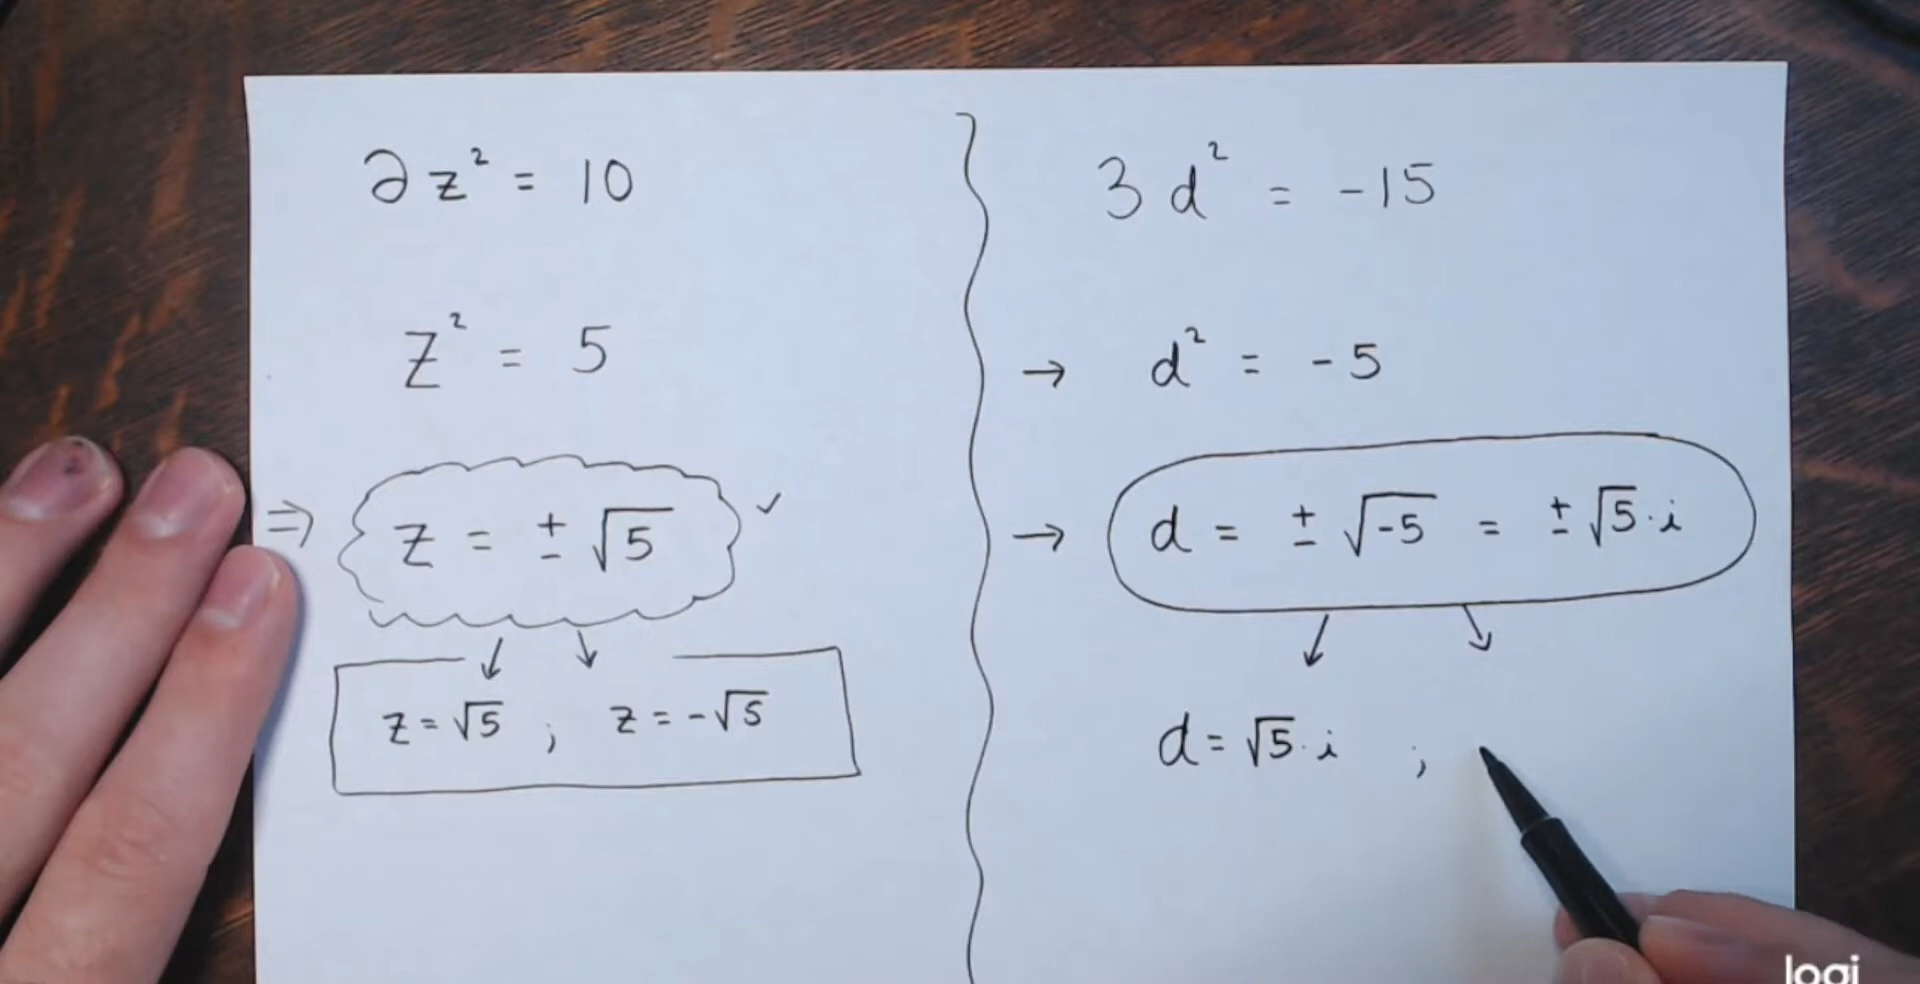 2z² = 10
z² = 5
⇒ z = ± √5 ✓
z = √5 ; z = -√5
3d² = -15
→ d² = -5
→ d = ± √-5 = ± √5 · i
d = √5 · i ;
logi